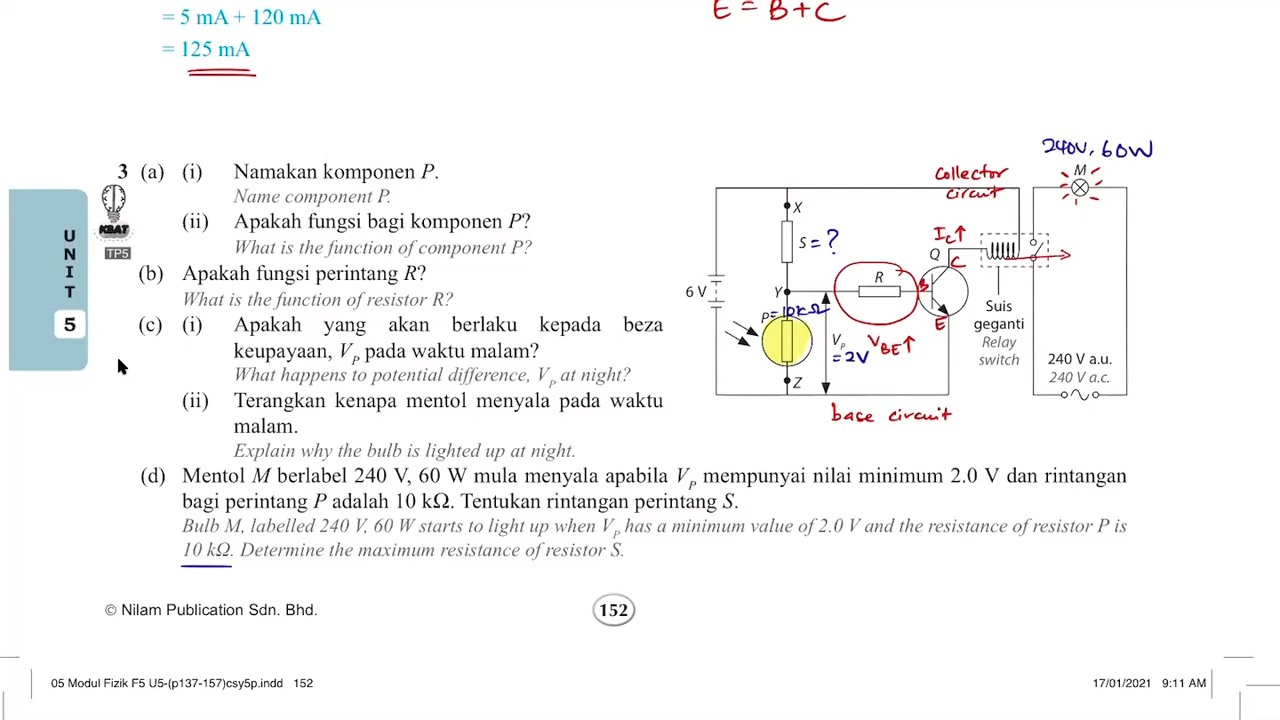 = 5 mA + 120 mA
= 125 mA
E = B + C
3 (a) (i) Namakan komponen P.
Name component P.
(ii) Apakah fungsi bagi komponen P?
What is the function of component P?
(b) Apakah fungsi perintang R?
What is the function of resistor R?
(c) (i) Apakah yang akan berlaku kepada beza
keupayaan, VP pada waktu malam?
What happens to potential difference, VP at night?
(ii) Terangkan kenapa mentol menyala pada waktu
malam.
Explain why the bulb is lighted up at night.
KBAT
TP5
UNIT
5
240V, 60W
M
collector
circuit
X
S = ?
IC↑
Q
C
6 V
Y
R
B
P = 10kΩ
E
VP
= 2V
VBE↑
Z
Suis
geganti
Relay
switch
240 V a.u.
240 V a.c.
base circuit
(d) Mentol M berlabel 240 V, 60 W mula menyala apabila VP mempunyai nilai minimum 2.0 V dan rintangan
bagi perintang P adalah 10 kΩ. Tentukan rintangan perintang S.
Bulb M, labelled 240 V, 60 W starts to light up when VP has a minimum value of 2.0 V and the resistance of resistor P is
10 kΩ. Determine the maximum resistance of resistor S.
© Nilam Publication Sdn. Bhd.
152
05 Modul Fizik F5 U5-(p137-157)csy5p.indd 152
17/01/2021 9:11 AM